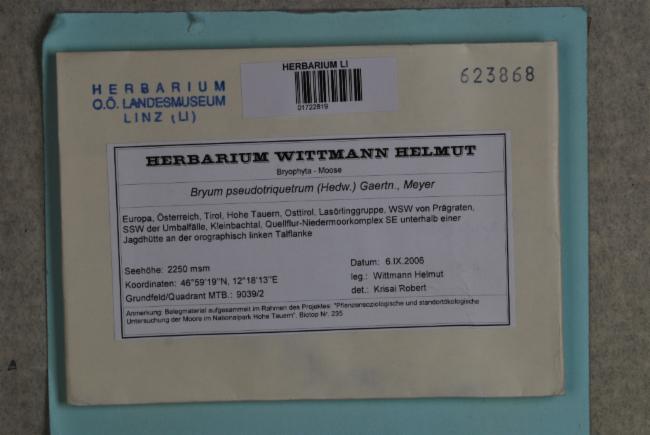 HERBARIUM
O.Ö. LANDESMUSEUM
LINZ (LI)
HERBARIUM LI
01722819
623868
HERBARIUM WITTMANN HELMUT
Bryophyta - Moose
Bryum pseudotriquetrum (Hedw.) Gaertn., Meyer
Europa, Österreich, Tirol, Hohe Tauern, Osttirol, Lasörlinggruppe, WSW von Prägraten,
SSW der Umbalfälle, Kleinbachtal, Quellflur-Niedermoorkomplex SE unterhalb einer
Jagdhütte an der orographisch linken Talflanke
Seehöhe: 2250 msm
Koordinaten: 46°59'19''N, 12°18'13''E
Grundfeld/Quadrant MTB.: 9039/2
Datum: 6.IX.2006
leg.: Wittmann Helmut
det.: Krisai Robert
Anmerkung: Belegmaterial aufgesammelt im Rahmen des Projektes: "Pflanzensoziologische und standortökologische
Untersuchung der Moore im Nationalpark Hohe Tauern". Biotop Nr. 235